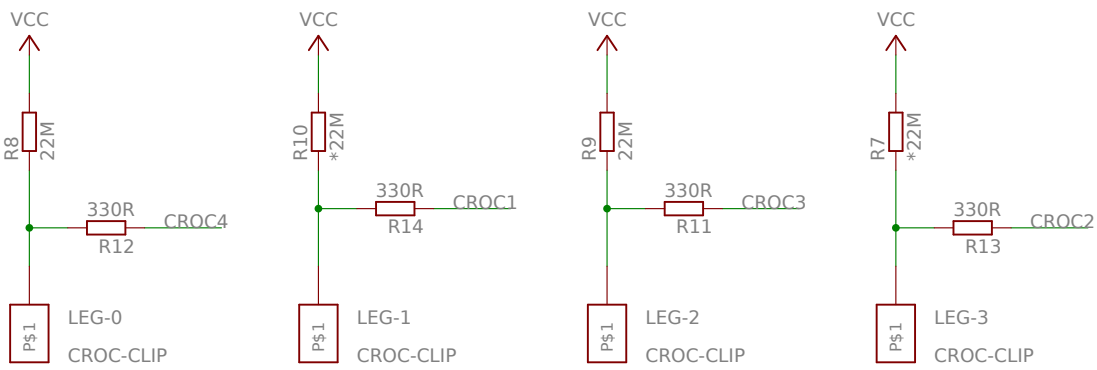 VCC
R8
22M
330R
CROC4
R12
P$1
LEG-0
CROC-CLIP
VCC
R10
*22M
330R
CROC1
R14
P$1
LEG-1
CROC-CLIP
VCC
R9
22M
330R
CROC3
R11
P$1
LEG-2
CROC-CLIP
VCC
R7
*22M
330R
CROC2
R13
P$1
LEG-3
CROC-CLIP